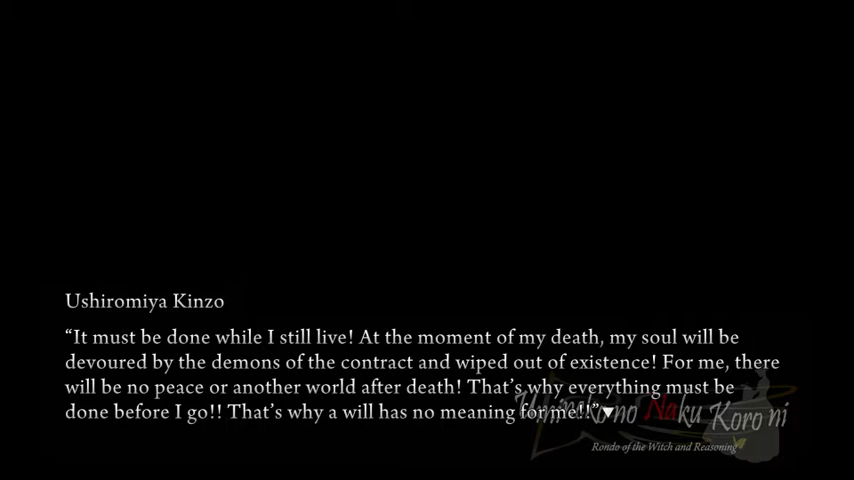 Ushiromiya Kinzo
“It must be done while I still live! At the moment of my death, my soul will be
devoured by the demons of the contract and wiped out of existence! For me, there
will be no peace or another world after death! That’s why everything must be
done before I go!! That’s why a will has no meaning for me!!”
Umineko no Naku Koro ni
Rondo of the Witch and Reasoning